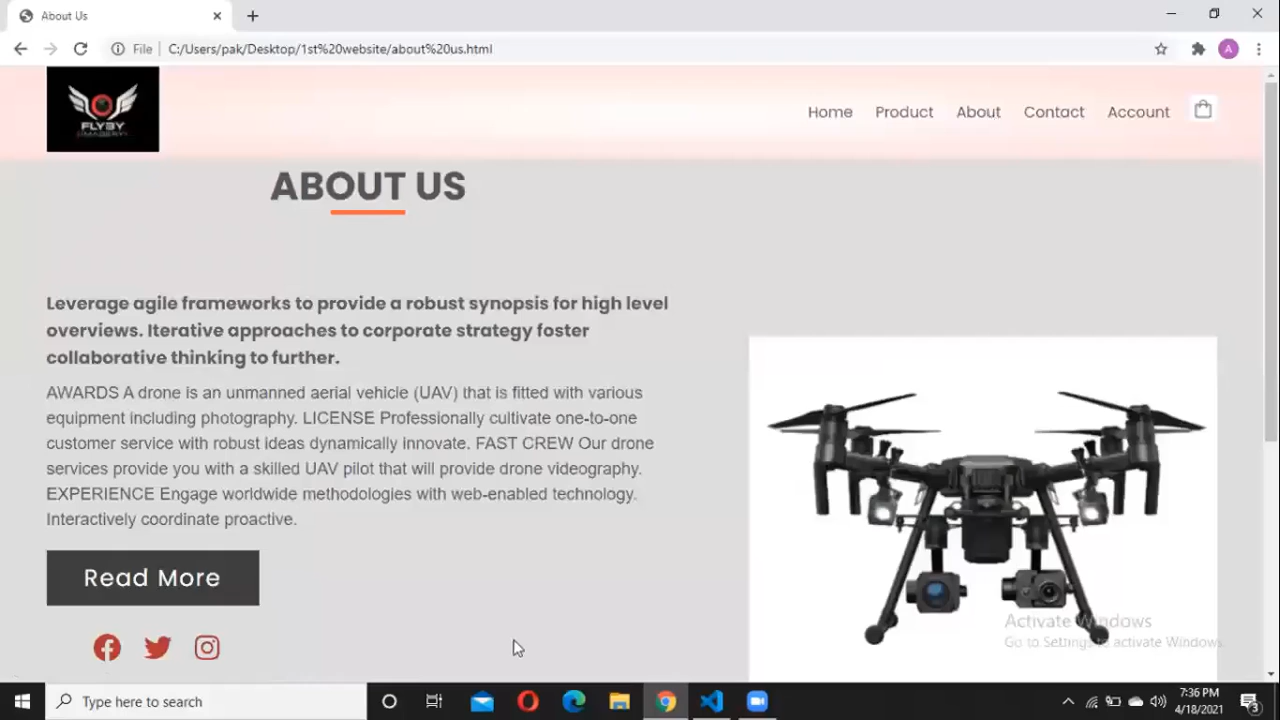 About Us
File
C:/Users/pak/Desktop/1st%20website/about%20us.html
A
FLYBY
IMAGERY
Home Product About Contact Account
ABOUT US
Leverage agile frameworks to provide a robust synopsis for high level
overviews. Iterative approaches to corporate strategy foster
collaborative thinking to further.
AWARDS A drone is an unmanned aerial vehicle (UAV) that is fitted with various
equipment including photography. LICENSE Professionally cultivate one-to-one
customer service with robust ideas dynamically innovate. FAST CREW Our drone
services provide you with a skilled UAV pilot that will provide drone videography.
EXPERIENCE Engage worldwide methodologies with web-enabled technology.
Interactively coordinate proactive.
Read More
Activate Windows
Go to Settings to activate Windows.
Type here to search
7:36 PM
4/18/2021
3